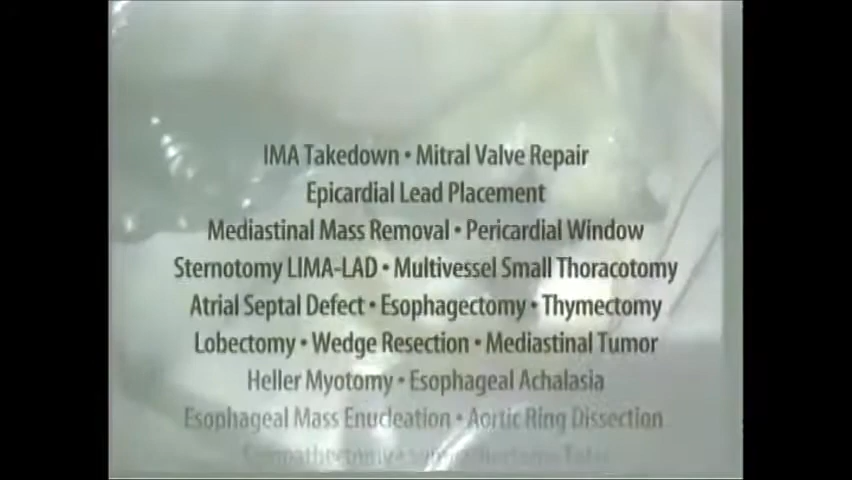 IMA Takedown • Mitral Valve Repair
Epicardial Lead Placement
Mediastinal Mass Removal • Pericardial Window
Sternotomy LIMA-LAD • Multivessel Small Thoracotomy
Atrial Septal Defect • Esophagectomy • Thymectomy
Lobectomy • Wedge Resection • Mediastinal Tumor
Heller Myotomy • Esophageal Achalasia
Esophageal Mass Enucleation • Aortic Ring Dissection